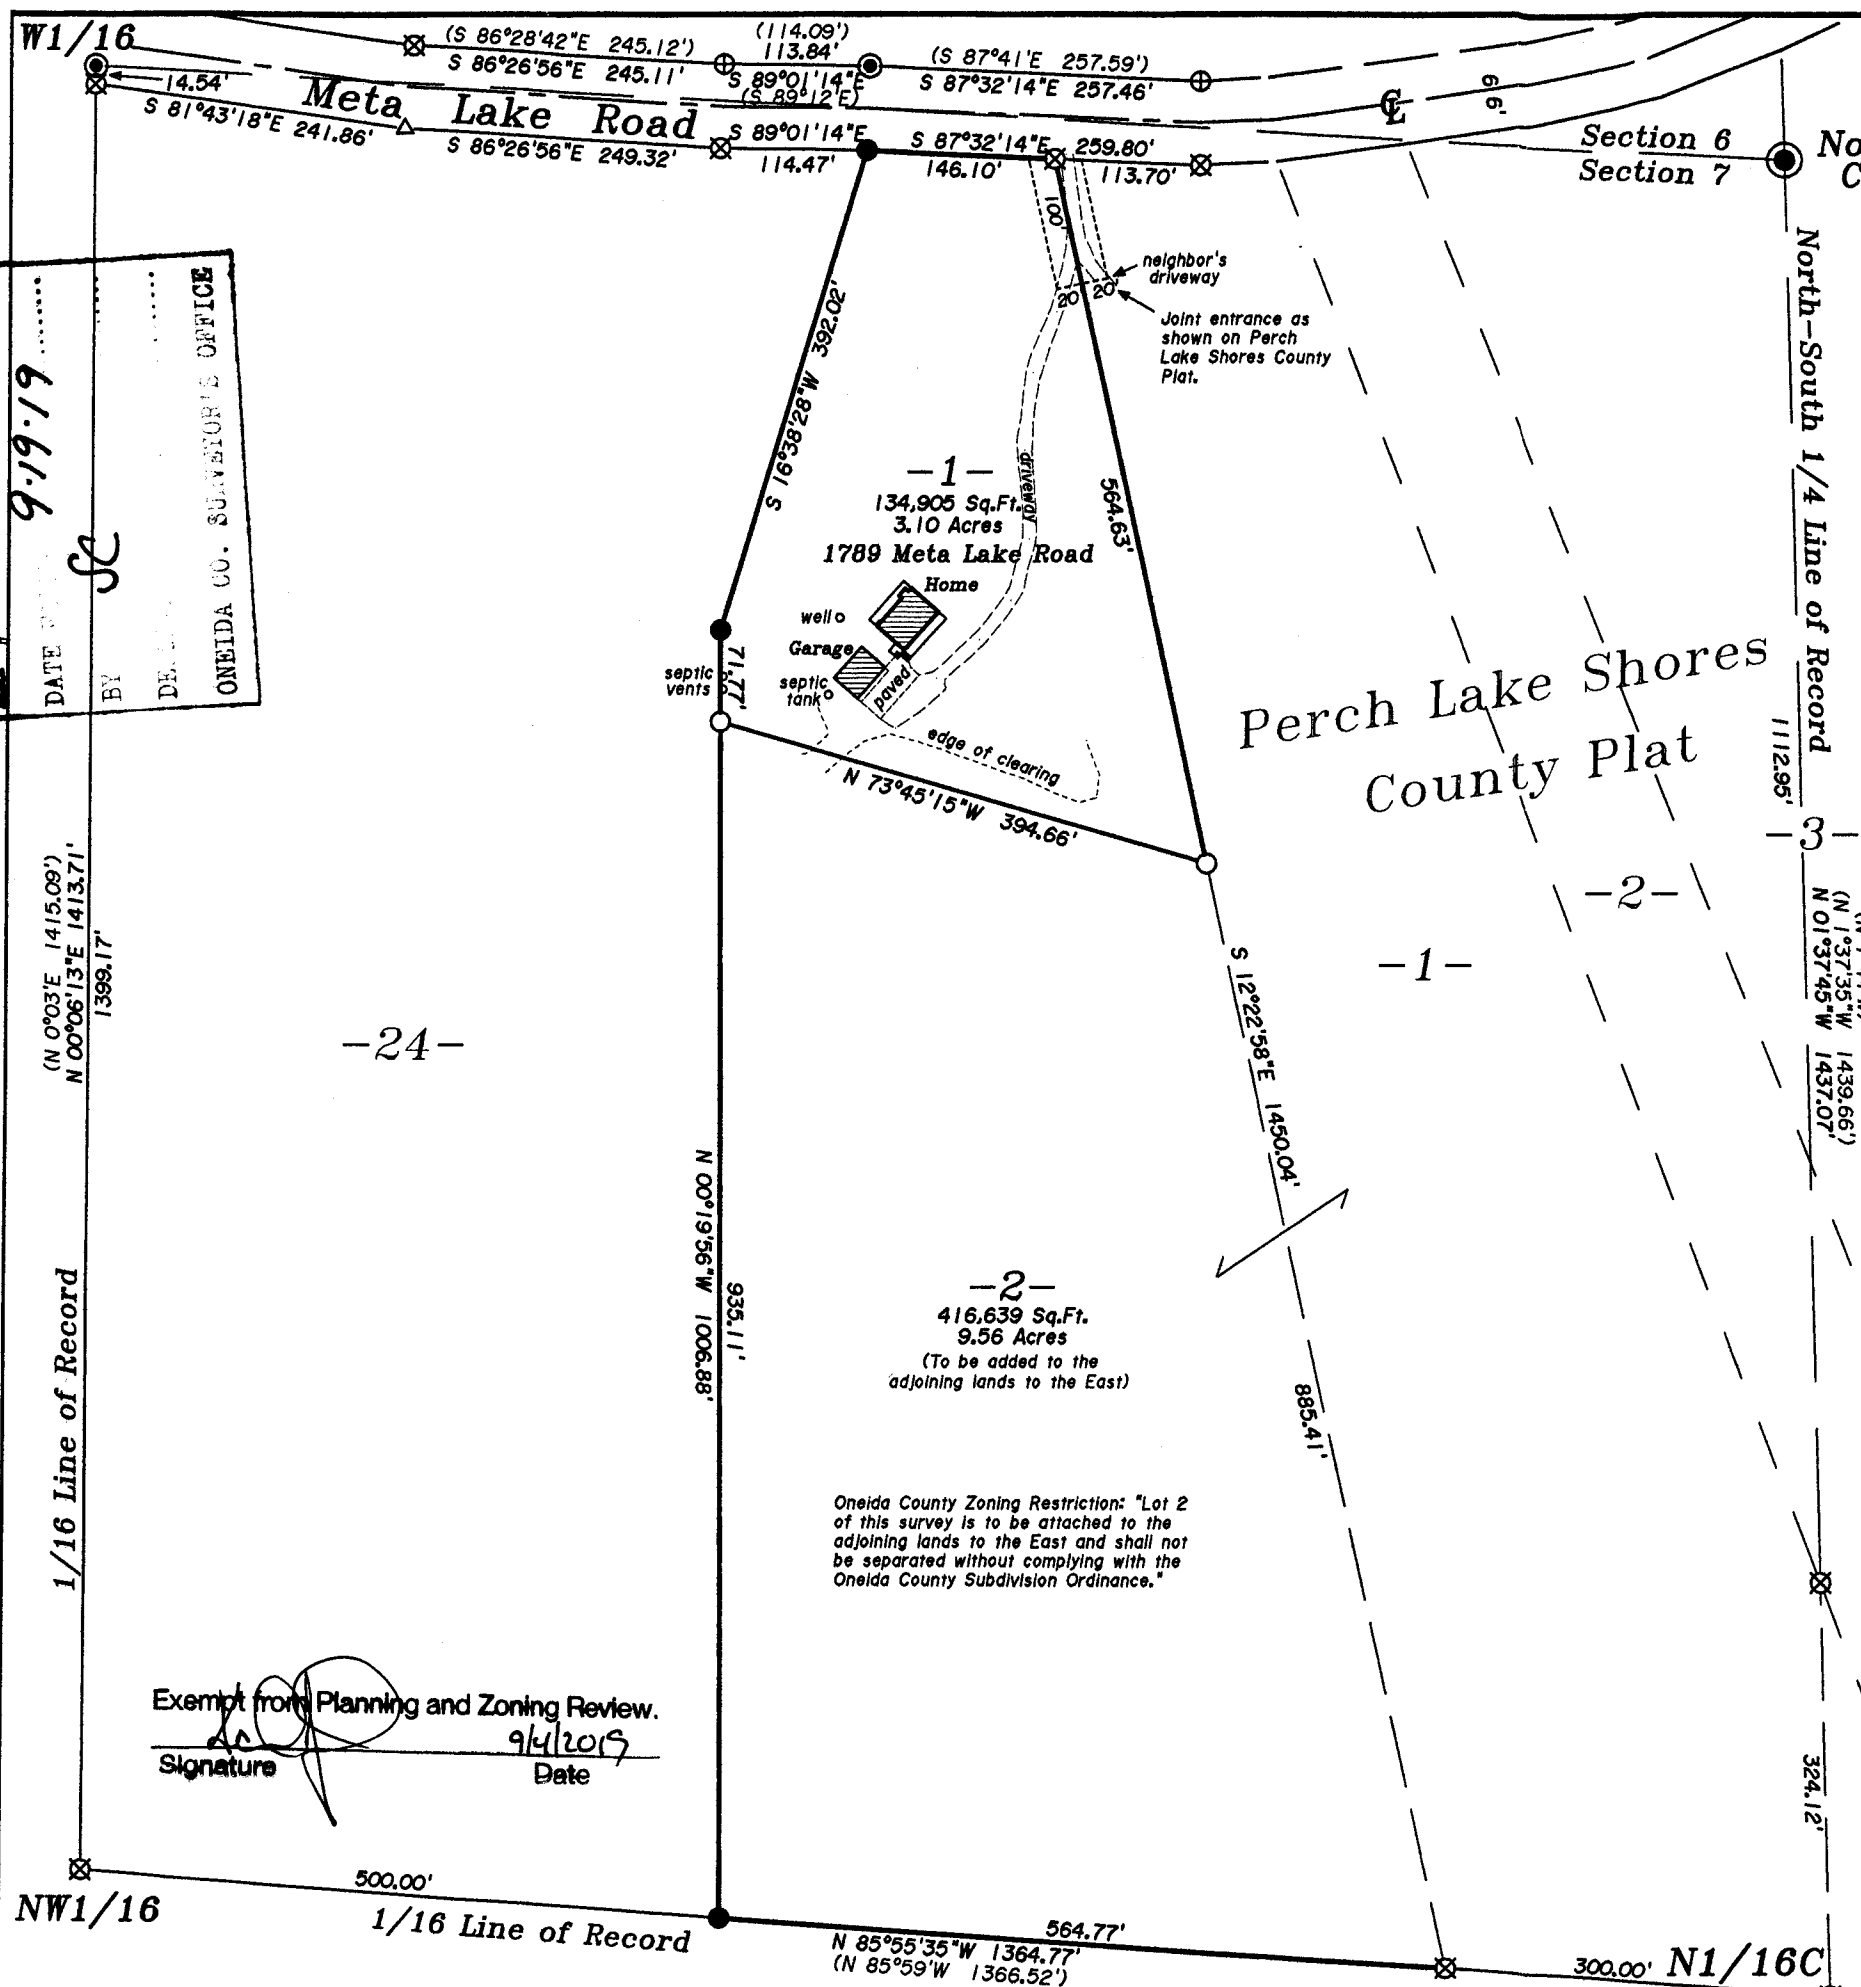 W1/16
(S 86°28'42"E 245.12')
S 86°26'56"E 245.11'
(114.09')
113.84'
S 89°01'14"E
(S 89°12'E)
(S 87°41'E 257.59')
S 87°32'14"E 257.46'
14.54'
S 81°43'18"E 241.86'
Meta Lake Road
S 86°26'56"E 249.32'
S 89°01'14"E
114.47'
S 87°32'14"E 259.80'
146.10'
113.70'
66'
CL
Section 6
Section 7
No
C
100'
20'
20'
neighbor's
driveway
Joint entrance as
shown on Perch
Lake Shores County
Plat.
North-South 1/4 Line of Record
1112.95'
DATE
9·19·19
BY SC
ONEIDA CO. SURVEYOR'S OFFICE
S 16°38'28"W 392.02'
-1-
134,905 Sq.Ft.
3.10 Acres
1789 Meta Lake Road
driveway
564.63'
Home
well
Garage
septic
tank
septic
vents
71.77'
paved
edge of clearing
N 73°45'15"W 394.66'
Perch Lake Shores
County Plat
-3-
-2-
-1-
(N 1°37'35"W 1439.66')
N 01°37'45"W 1437.07'
(N 0°03'E 1415.09')
N 00°06'13"E 1413.71'
1399.17'
-24-
S 12°22'58"E 1450.04'
N 00°19'56"W 1006.88'
935.11'
-2-
416,639 Sq.Ft.
9.56 Acres
(To be added to the
adjoining lands to the East)
885.41'
1/16 Line of Record
Oneida County Zoning Restriction: "Lot 2
of this survey is to be attached to the
adjoining lands to the East and shall not
be separated without complying with the
Oneida County Subdivision Ordinance."
Exempt from Planning and Zoning Review.
9/4/2019
Signature Date
324.12'
NW1/16
500.00'
1/16 Line of Record
564.77'
N 85°55'35"W 1364.77'
(N 85°59'W 1366.52')
300.00'
N1/16C